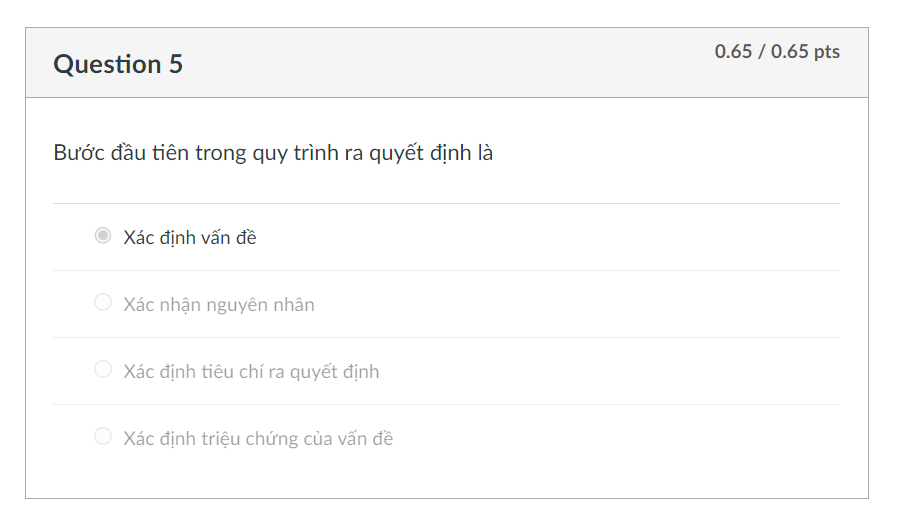 Question 5
0.65 / 0.65 pts
Bước đầu tiên trong quy trình ra quyết định là
Xác định vấn đề
Xác nhận nguyên nhân
Xác định tiêu chí ra quyết định
Xác định triệu chứng của vấn đề